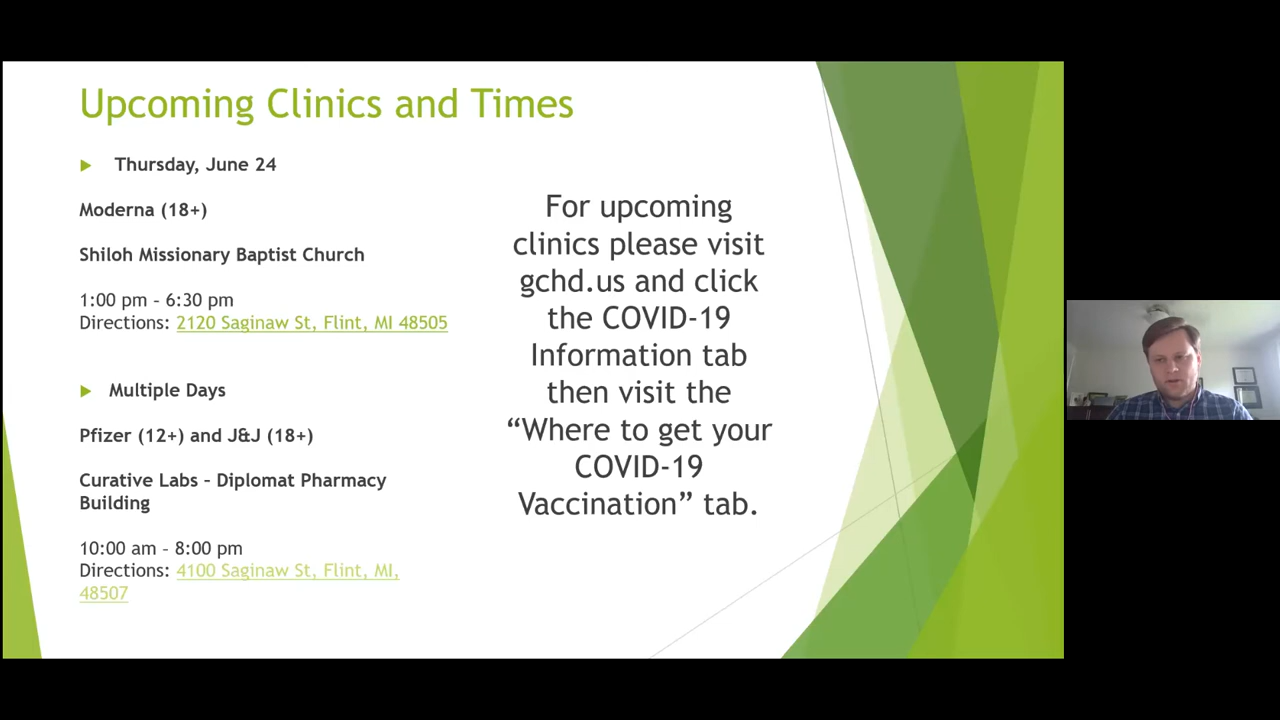 Upcoming Clinics and Times
Thursday, June 24
Moderna (18+)
Shiloh Missionary Baptist Church
1:00 pm – 6:30 pm
Directions: 2120 Saginaw St, Flint, MI 48505
Multiple Days
Pfizer (12+) and J&J (18+)
Curative Labs – Diplomat Pharmacy
Building
10:00 am – 8:00 pm
Directions: 4100 Saginaw St, Flint, MI,
48507
For upcoming
clinics please visit
gchd.us and click
the COVID-19
Information tab
then visit the
“Where to get your
COVID-19
Vaccination” tab.